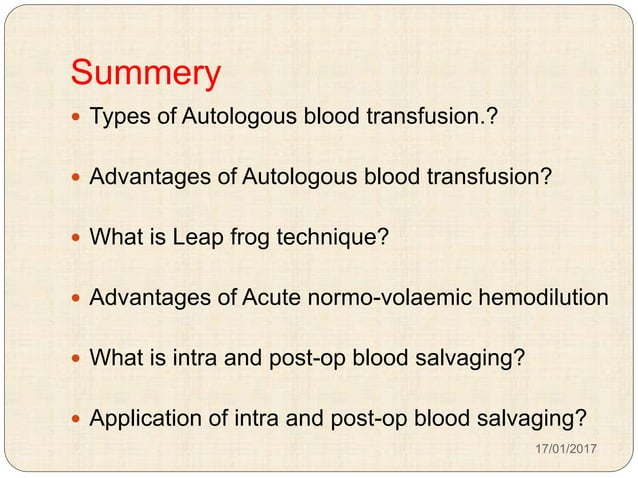 Summery
• Types of Autologous blood transfusion.?
• Advantages of Autologous blood transfusion?
• What is Leap frog technique?
• Advantages of Acute normo-volaemic hemodilution
• What is intra and post-op blood salvaging?
• Application of intra and post-op blood salvaging?
17/01/2017